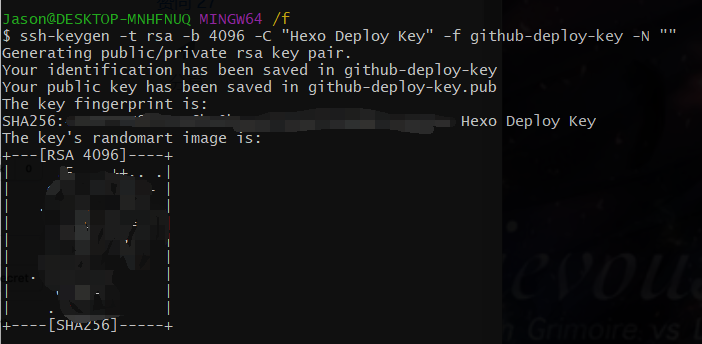 Jason@DESKTOP-MNHFNUQ MINGW64 /f
$ ssh-keygen -t rsa -b 4096 -C "Hexo Deploy Key" -f github-deploy-key -N ""
Generating public/private rsa key pair.
Your identification has been saved in github-deploy-key
Your public key has been saved in github-deploy-key.pub
The key fingerprint is:
SHA256: Hexo Deploy Key
The key's randomart image is:
+---[RSA 4096]----+
+----[SHA256]-----+